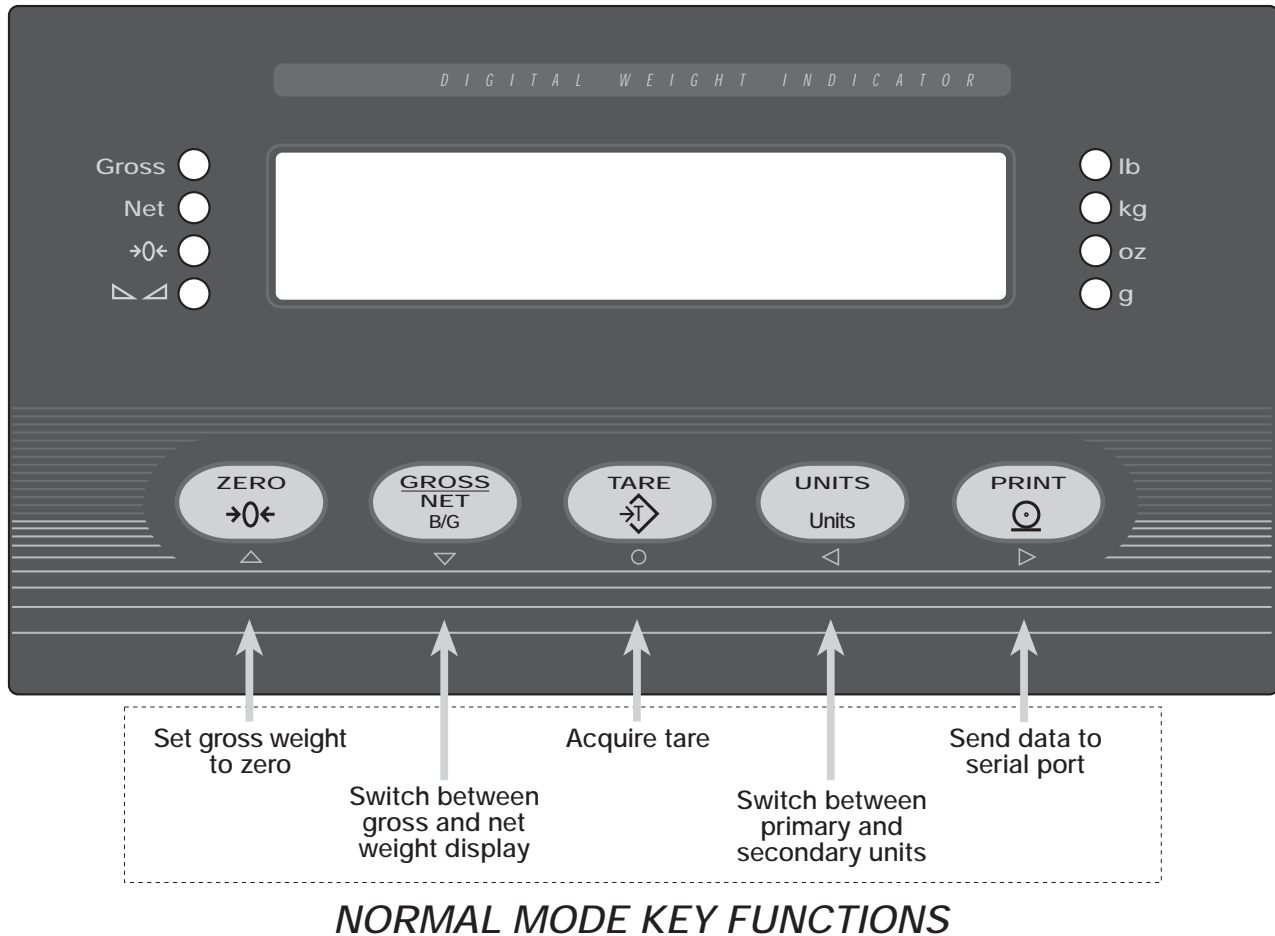 DIGITAL WEIGHT INDICATOR
Gross
Net
→0←
lb
kg
oz
g
ZERO
→0←
GROSS
NET
B/G
TARE
→T
UNITS
Units
PRINT
Set gross weight
to zero
Switch between
gross and net
weight display
Acquire tare
Switch between
primary and
secondary units
Send data to
serial port
NORMAL MODE KEY FUNCTIONS